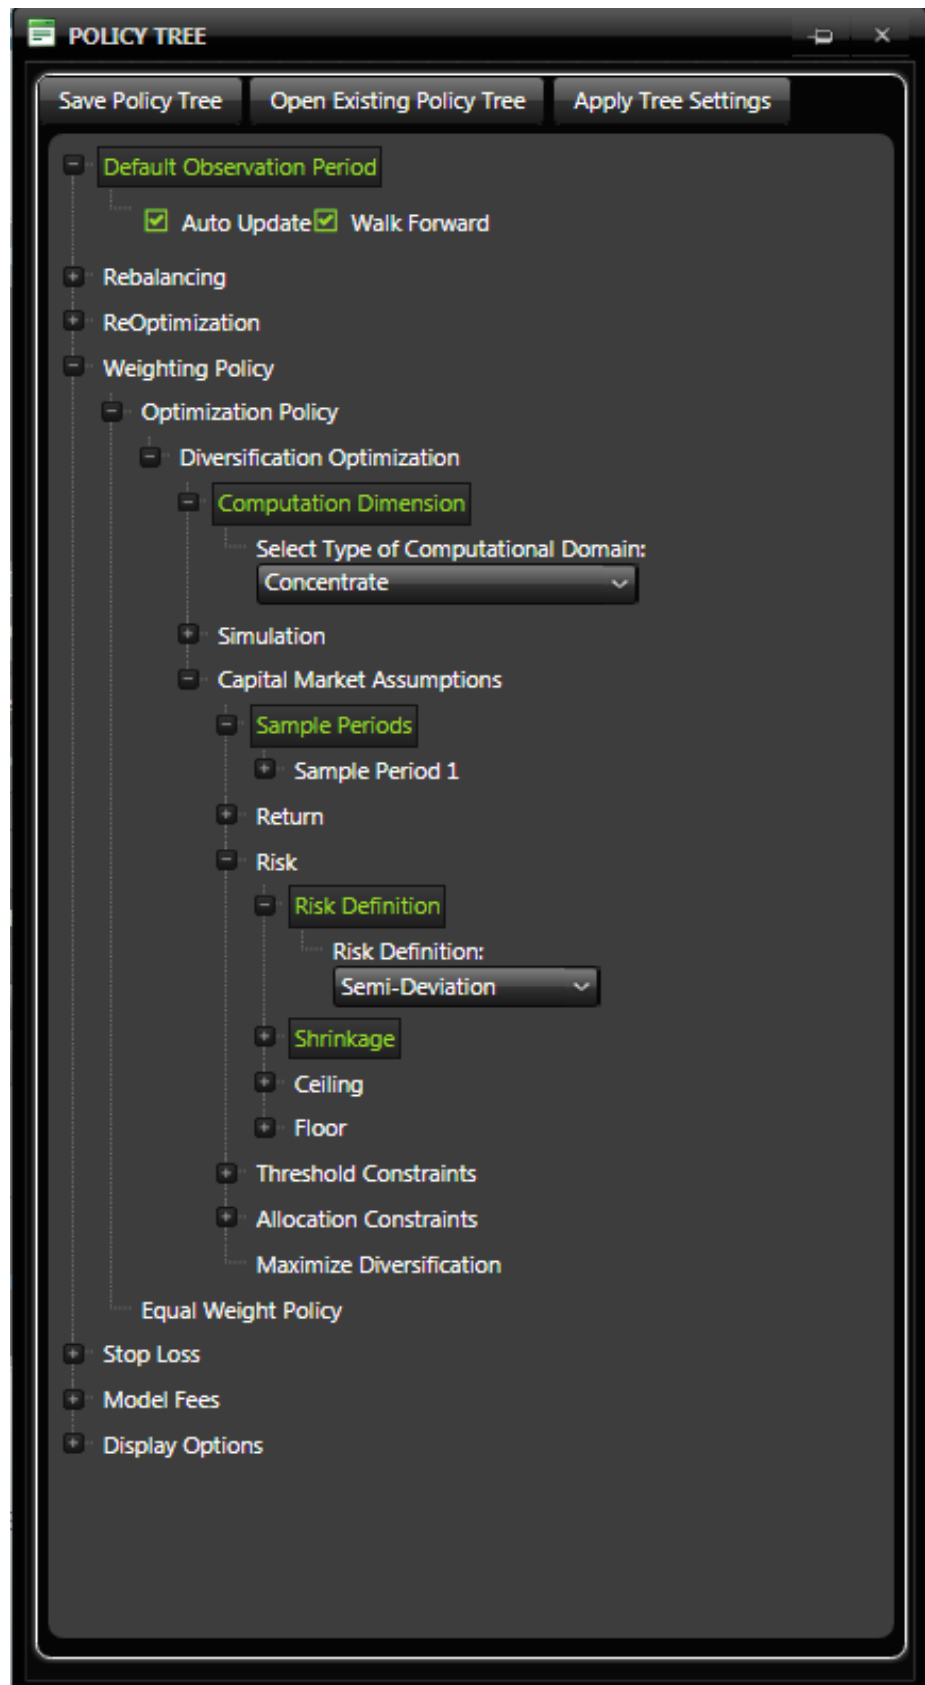 POLICY TREE
Save Policy Tree Open Existing Policy Tree Apply Tree Settings
Default Observation Period
Auto Update Walk Forward
Rebalancing
ReOptimization
Weighting Policy
Optimization Policy
Diversification Optimization
Computation Dimension
Select Type of Computational Domain:
Concentrate
Simulation
Capital Market Assumptions
Sample Periods
Sample Period 1
Return
Risk
Risk Definition
Risk Definition:
Semi-Deviation
Shrinkage
Ceiling
Floor
Threshold Constraints
Allocation Constraints
Maximize Diversification
Equal Weight Policy
Stop Loss
Model Fees
Display Options